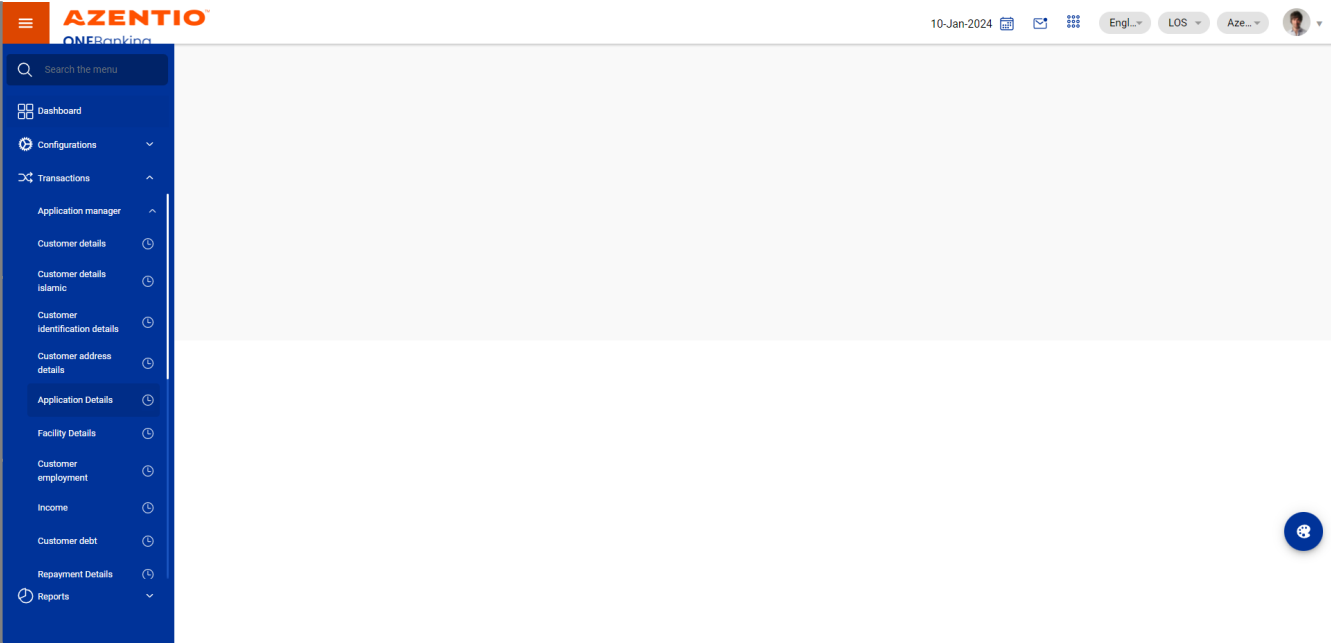 AZENTIO
ONEBanking
10-Jan-2024
Engl...
LOS
Aze...
Search the menu
Dashboard
Configurations
Transactions
Application manager
Customer details
Customer details
islamic
Customer
identification details
Customer address
details
Application Details
Facility Details
Customer
employment
Income
Customer debt
Repayment Details
Reports